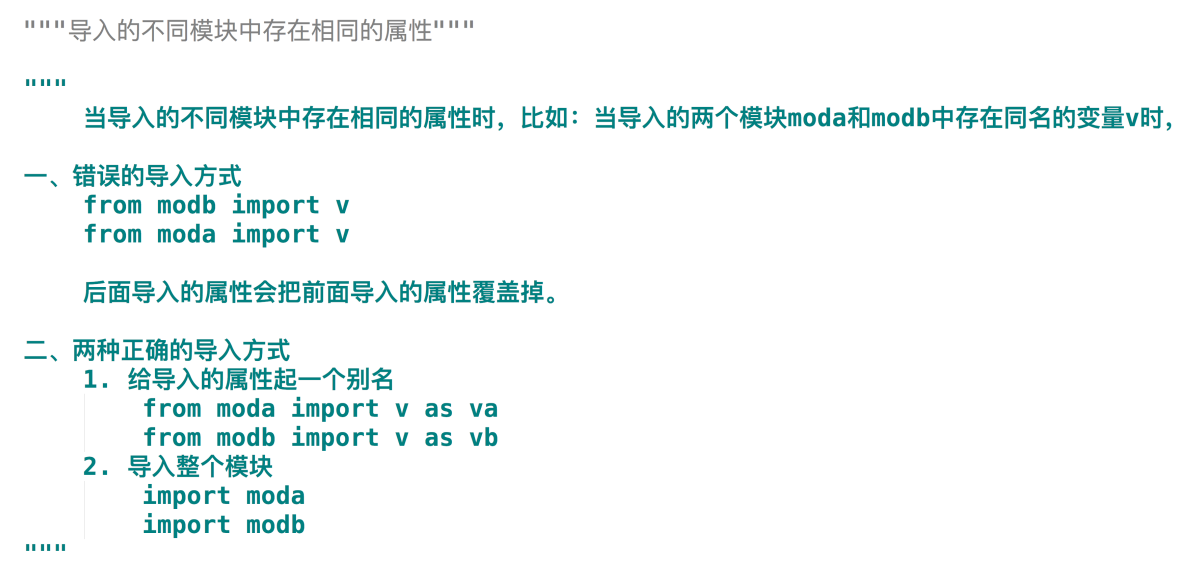 """导入的不同模块中存在相同的属性"""
"""
当导入的不同模块中存在相同的属性时，比如：当导入的两个模块moda和modb中存在同名的变量v时，
一、错误的导入方式
from modb import v
from moda import v
后面导入的属性会把前面导入的属性覆盖掉。
二、两种正确的导入方式
1. 给导入的属性起一个别名
from moda import v as va
from modb import v as vb
2. 导入整个模块
import moda
import modb
"""